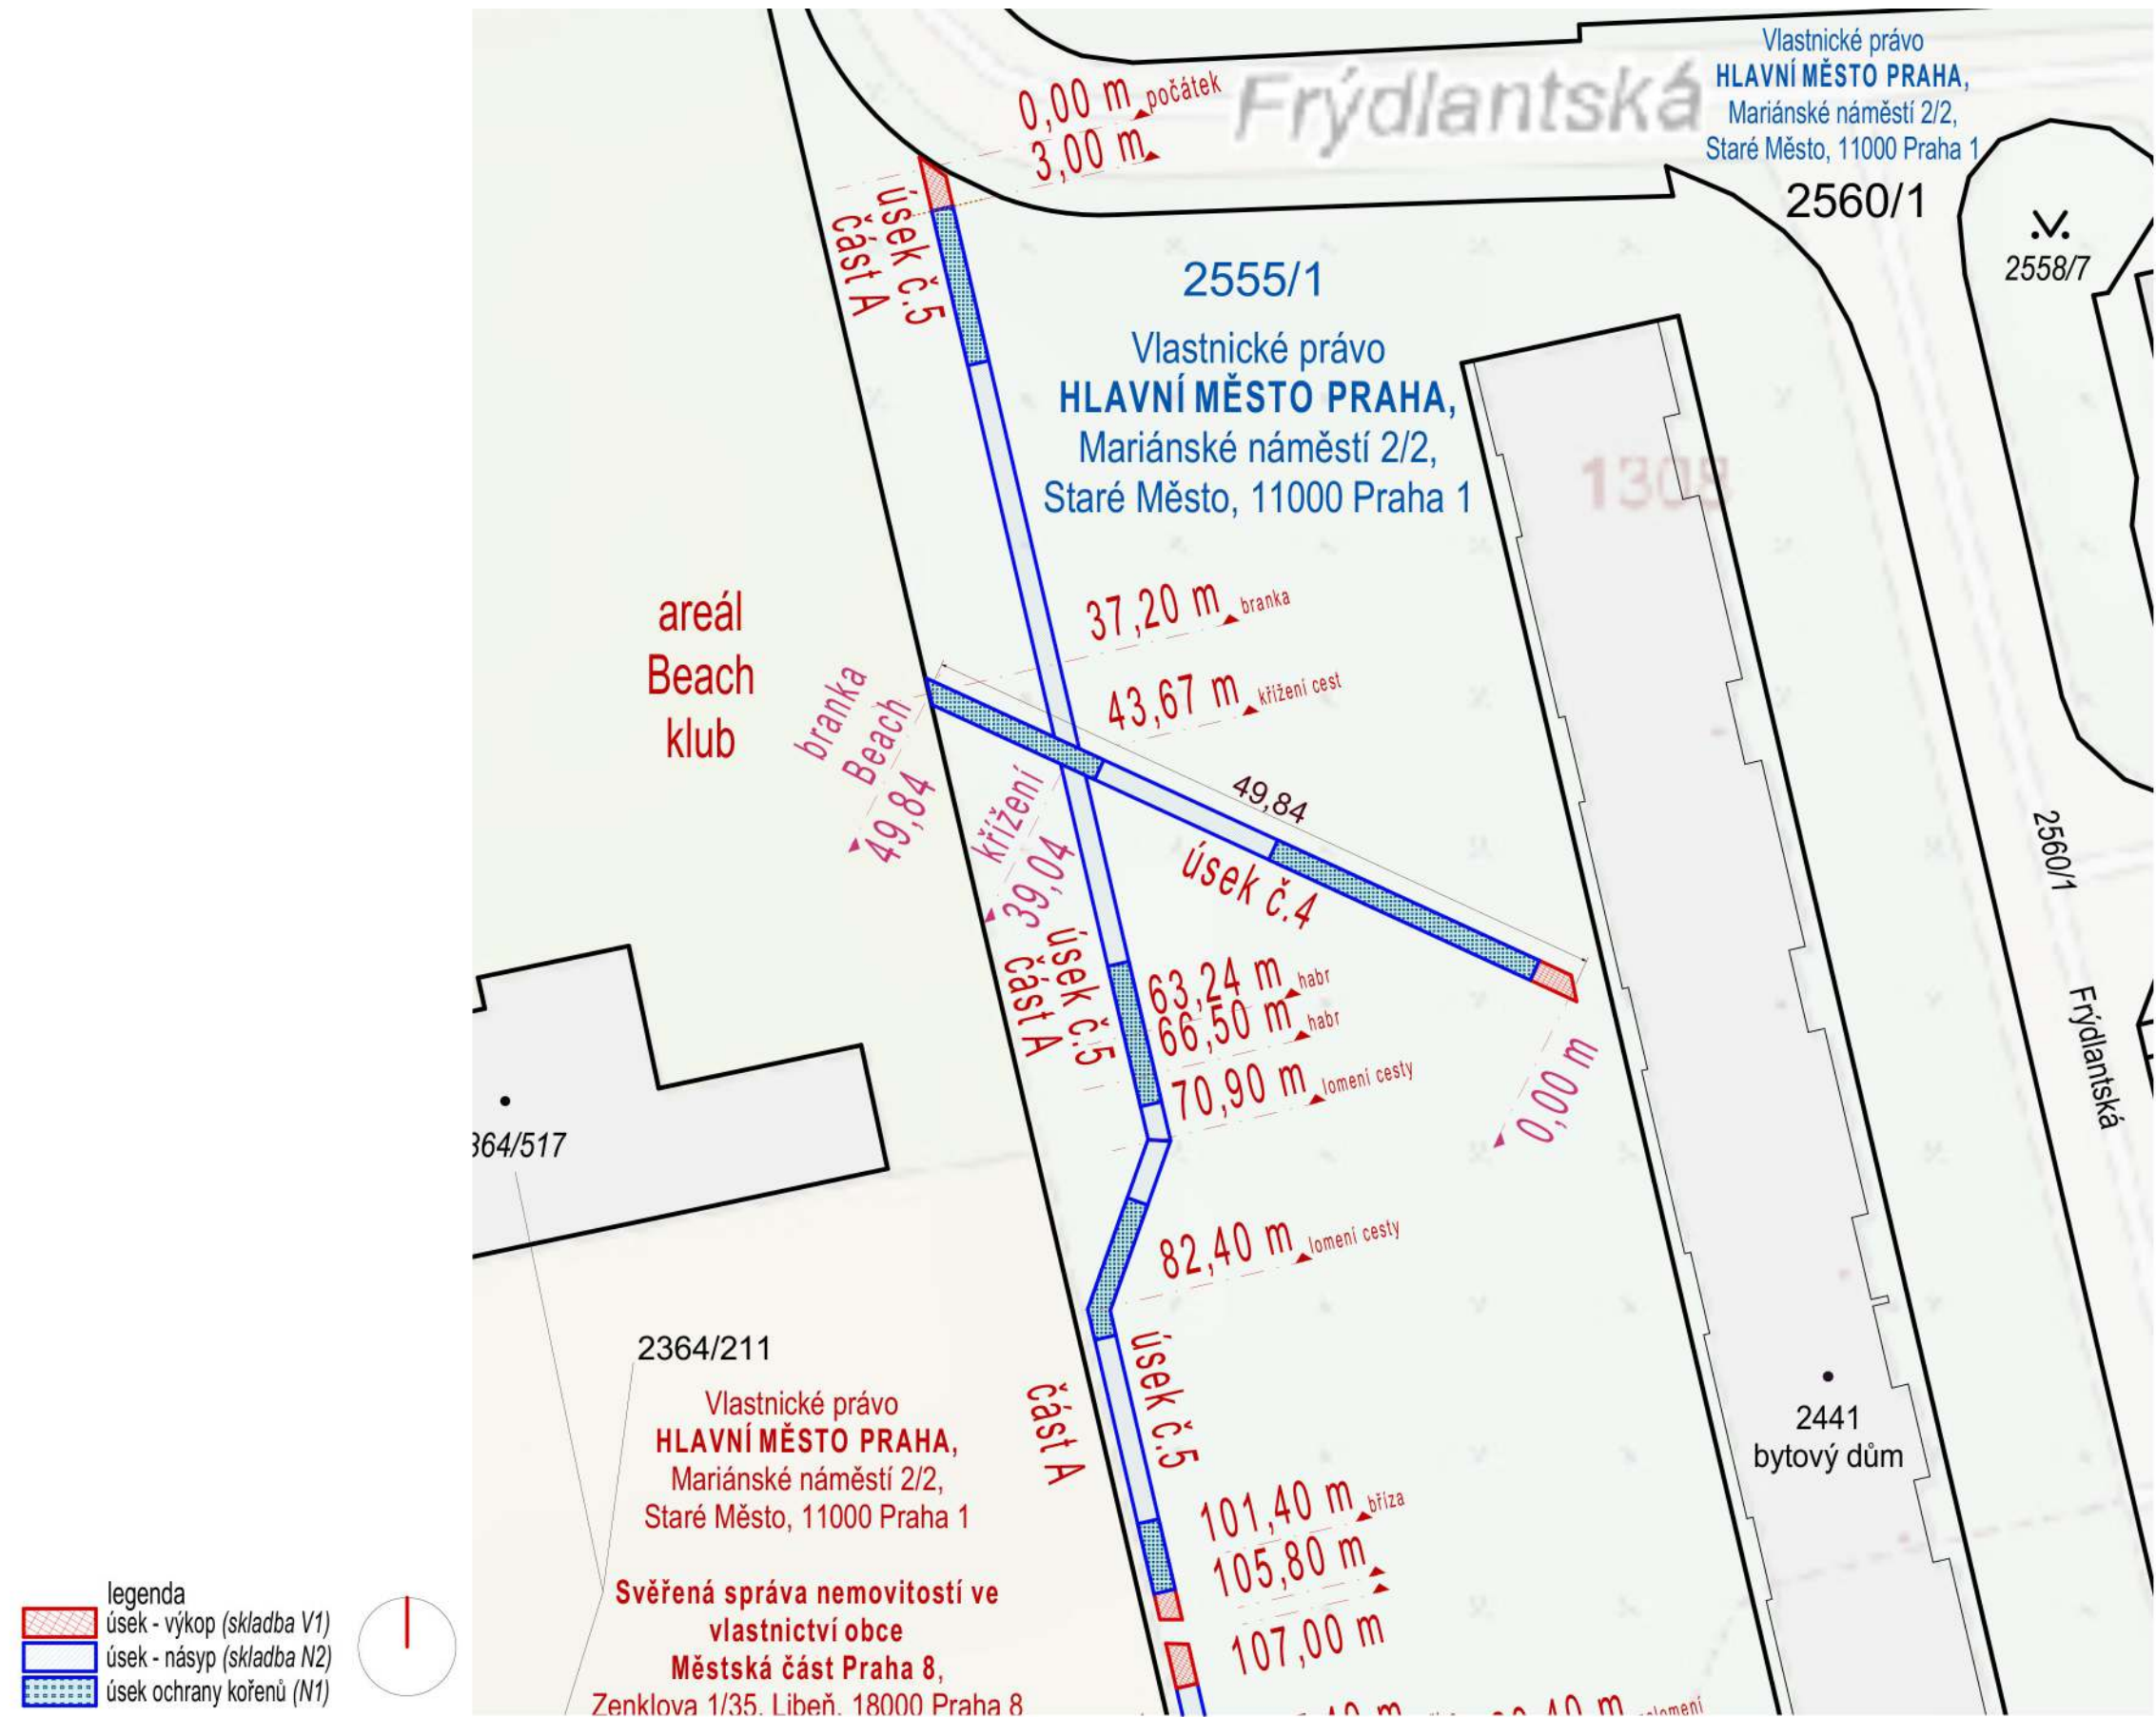 Vlastnické právo
HLAVNÍ MĚSTO PRAHA,
Mariánské náměstí 2/2,
Staré Město, 11000 Praha 1
2560/1
Frýdlantská
0,00 m počátek
3,00 m
2558/7
úsek č.5
část A
2555/1
Vlastnické právo
HLAVNÍ MĚSTO PRAHA,
Mariánské náměstí 2/2,
Staré Město, 11000 Praha 1
1308
37,20 m branka
43,67 m křížení cest
areál
Beach
klub
branka
Beach
49,84
křížení
39,04
49,84
úsek č.4
2560/1
Frýdlantská
úsek č.5
část A
63,24 m habr
66,50 m habr
70,90 m lomení cesty
0,00 m
364/517
82,40 m lomení cesty
2364/211
Vlastnické právo
HLAVNÍ MĚSTO PRAHA,
Mariánské náměstí 2/2,
Staré Město, 11000 Praha 1
úsek č.5
část A
2441
bytový dům
101,40 m bříza
105,80 m
107,00 m
Svěřená správa nemovitostí ve
vlastnictví obce
Městská část Praha 8,
Zenklova 1/35, Libeň, 18000 Praha 8
legenda
úsek - výkop (skladba V1)
úsek - násyp (skladba N2)
úsek ochrany kořenů (N1)